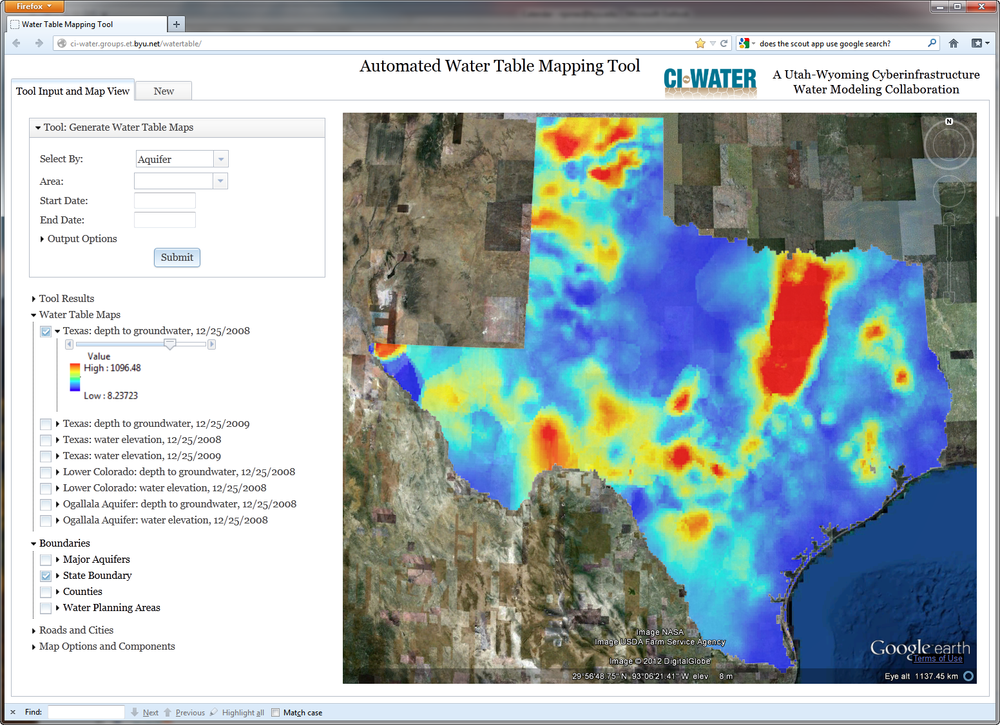 Firefox
Water Table Mapping Tool
ci-water.groups.et.byu.net/watertable/
does the scout app use google search?
Automated Water Table Mapping Tool
CI-WATER
A Utah-Wyoming Cyberinfrastructure
Water Modeling Collaboration
Tool Input and Map View
New
Tool: Generate Water Table Maps
Select By:
Aquifer
Area:
Start Date:
End Date:
Output Options
Submit
Tool Results
Water Table Maps
Texas: depth to groundwater, 12/25/2008
Value
High : 1096.48
Low : 8.23723
Texas: depth to groundwater, 12/25/2009
Texas: water elevation, 12/25/2008
Texas: water elevation, 12/25/2009
Lower Colorado: depth to groundwater, 12/25/2008
Lower Colorado: water elevation, 12/25/2008
Ogallala Aquifer: depth to groundwater, 12/25/2008
Ogallala Aquifer: water elevation, 12/25/2008
Boundaries
Major Aquifers
State Boundary
Counties
Water Planning Areas
Roads and Cities
Map Options and Components
N
Image NASA
Image USDA Farm Service Agency
Image © 2012 DigitalGlobe
Google earth
Terms of Use
29°56'48.75" N 93°06'21.41" W elev 8 m
Eye alt 1137.45 km
Find:
Next
Previous
Highlight all
Match case